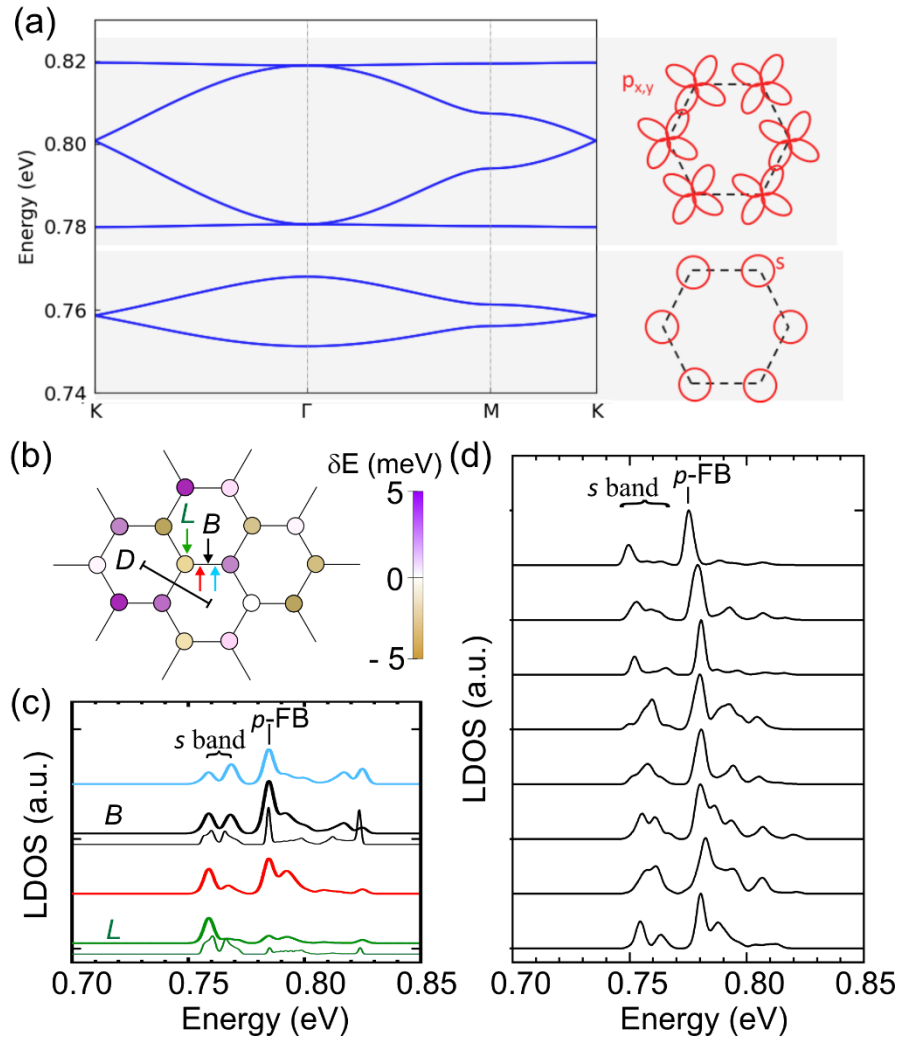 (a)
Energy (eV)
0.82
0.80
0.78
0.76
0.74
K
Γ
M
K
p x,y
s
(b)
δE (meV)
5
0
- 5
L
B
D
(c)
p-FB
s band
B
L
LDOS (a.u.)
0.70
0.75
0.80
0.85
Energy (eV)
(d)
p-FB
s band
LDOS (a.u.)
0.70
0.75
0.80
0.85
Energy (eV)